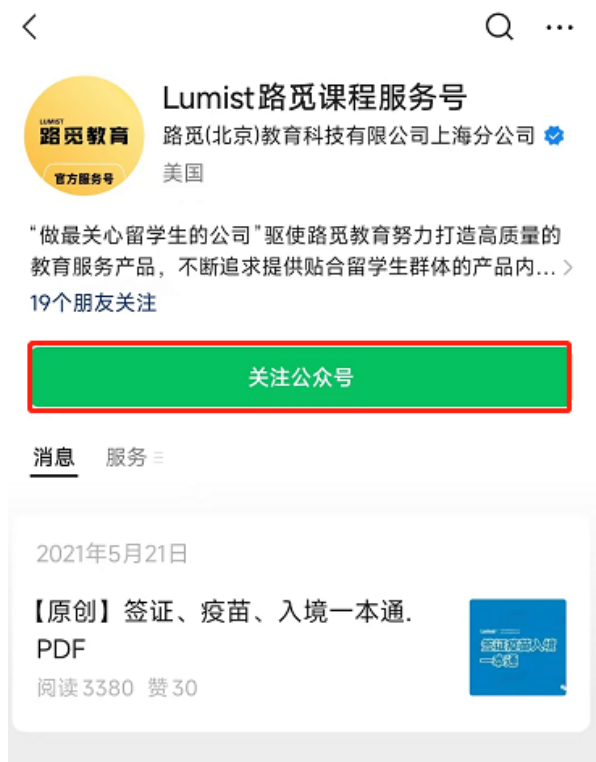 Lumist路觅课程服务号
LUMIST
路觅教育
官方服务号
路觅(北京)教育科技有限公司上海分公司
美国
“做最关心留学生的公司”驱使路觅教育努力打造高质量的
教育服务产品，不断追求提供贴合留学生群体的产品内...
19个朋友关注
关注公众号
消息 服务
2021年5月21日
【原创】签证、疫苗、入境一本通.
PDF
阅读3380 赞30
签证疫苗入境
一本通